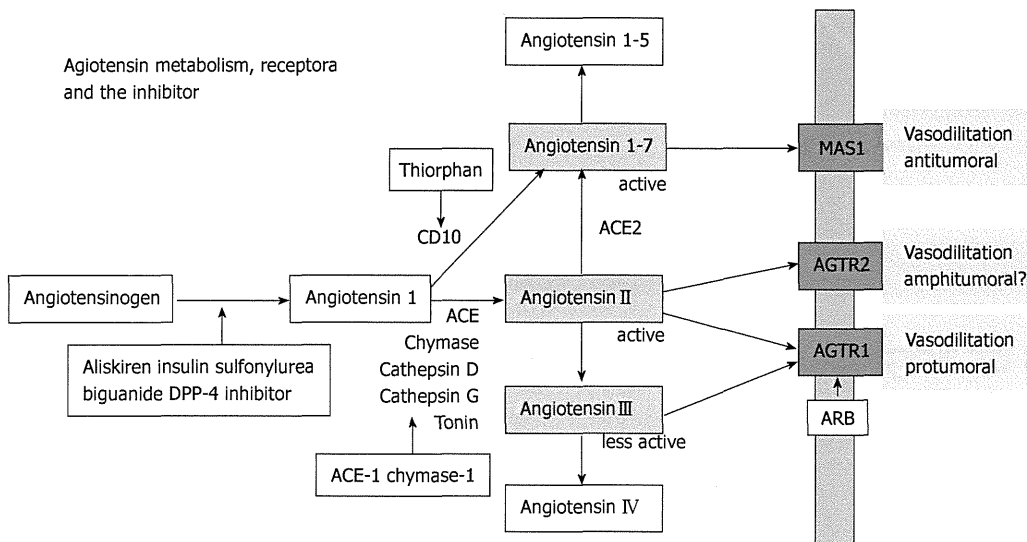 Agiotensin metabolism, receptora
and the inhibitor
Angiotensin 1-5
Angiotensin 1-7
active
MAS1
Vasodilitation
antitumoral
Thiorphan
CD10
ACE2
Angiotensinogen
Angiotensin 1
Angiotensin Ⅱ
active
AGTR2
Vasodilitation
amphitumoral?
Aliskiren insulin sulfonylurea
biguanide DPP-4 inhibitor
ACE
Chymase
Cathepsin D
Cathepsin G
Tonin
AGTR1
Vasodilitation
protumoral
Angiotensin Ⅲ
less active
ARB
ACE-1 chymase-1
Angiotensin Ⅳ